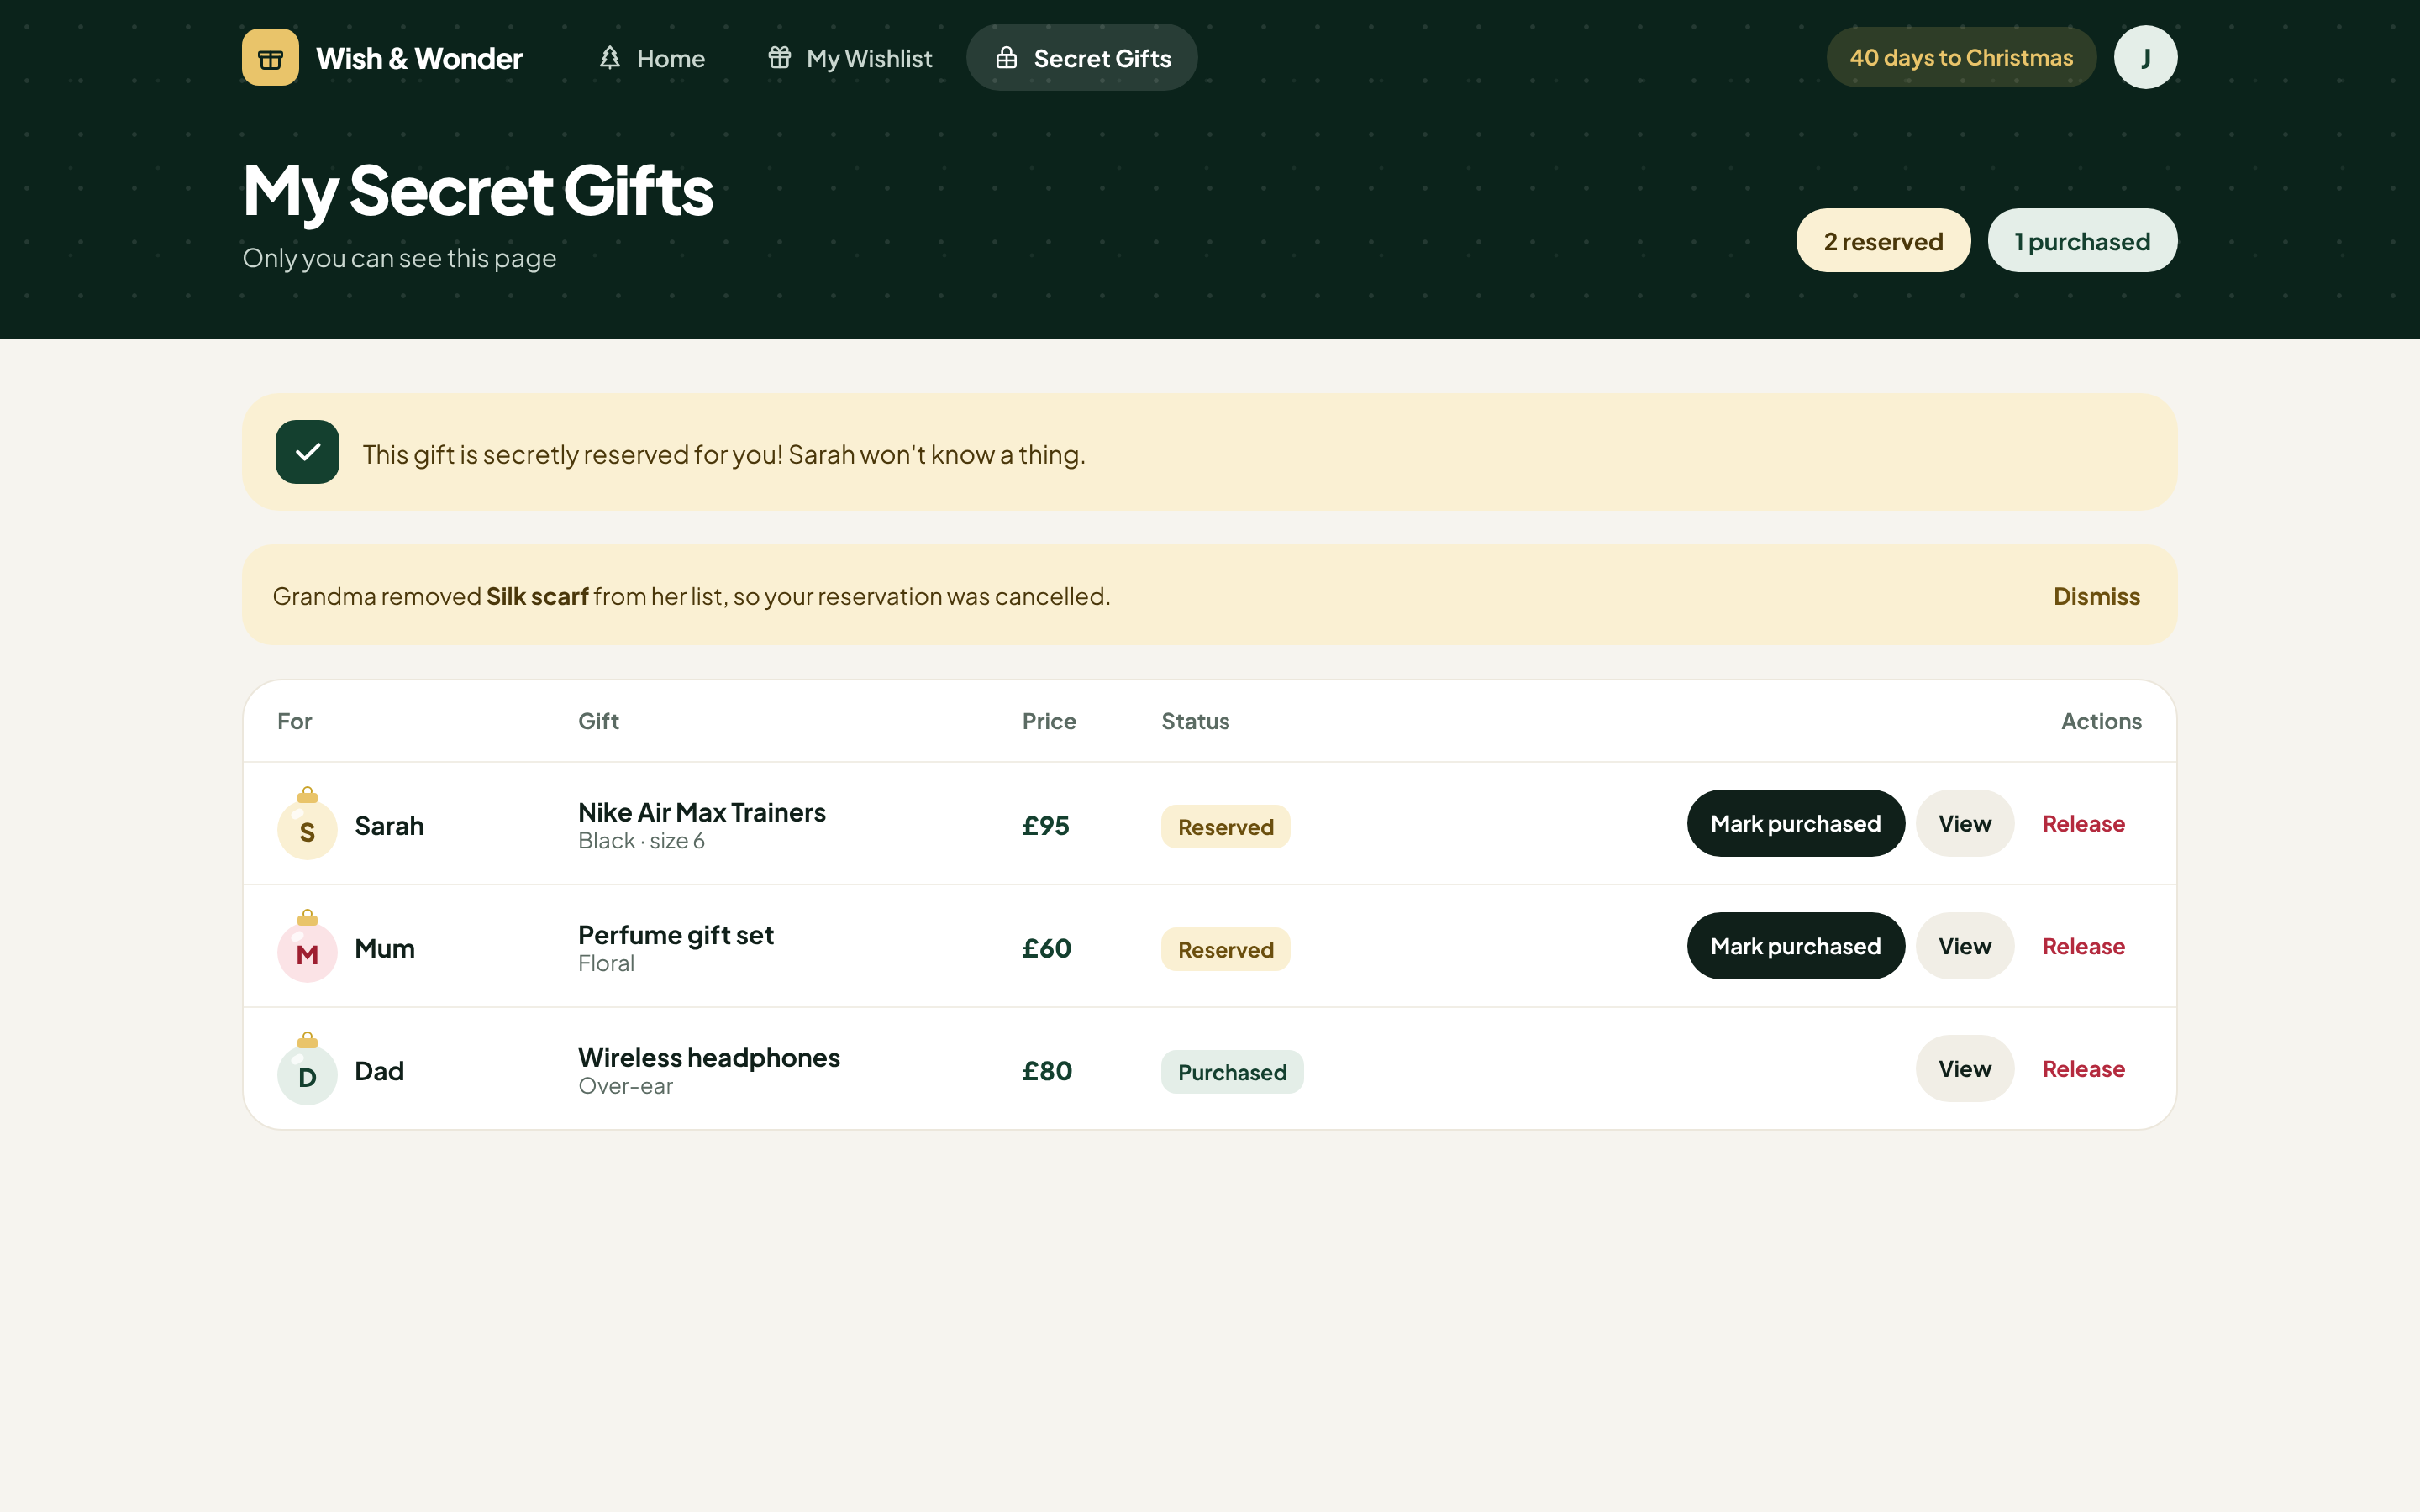 Wish & Wonder
Home
My Wishlist
Secret Gifts
40 days to Christmas
J
My Secret Gifts
Only you can see this page
2 reserved
1 purchased
This gift is secretly reserved for you! Sarah won't know a thing.
Grandma removed Silk scarf from her list, so your reservation was cancelled.
Dismiss
For
Gift
Price
Status
Actions
S
Sarah
Nike Air Max Trainers
Black · size 6
£95
Reserved
Mark purchased
View
Release
M
Mum
Perfume gift set
Floral
£60
Reserved
Mark purchased
View
Release
D
Dad
Wireless headphones
Over-ear
£80
Purchased
View
Release